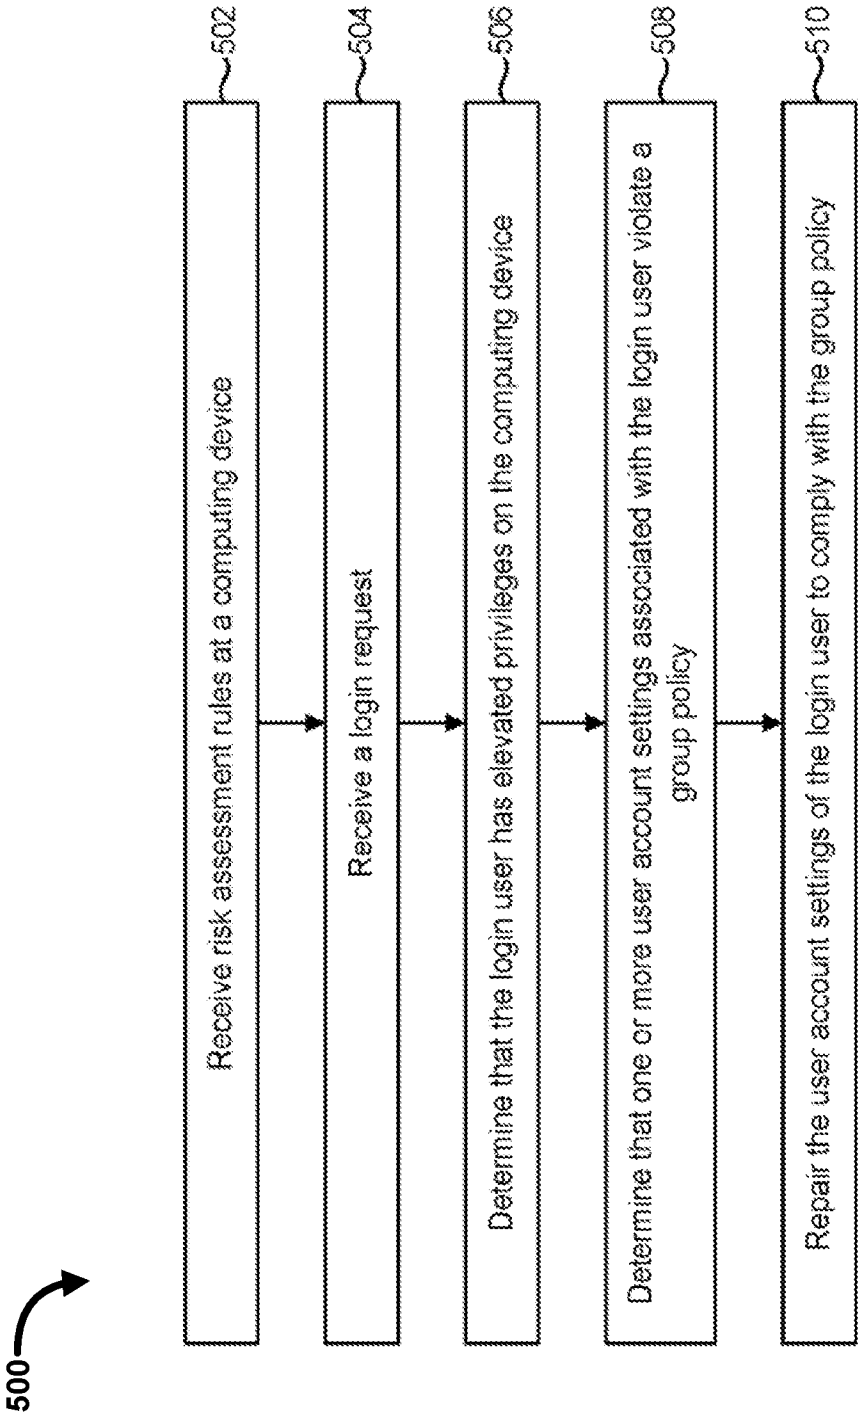 500
Receive risk assessment rules at a computing device
502
Receive a login request
504
Determine that the login user has elevated privileges on the computing device
506
Determine that one or more user account settings associated with the login user violate a
group policy
508
Repair the user account settings of the login user to comply with the group policy
510